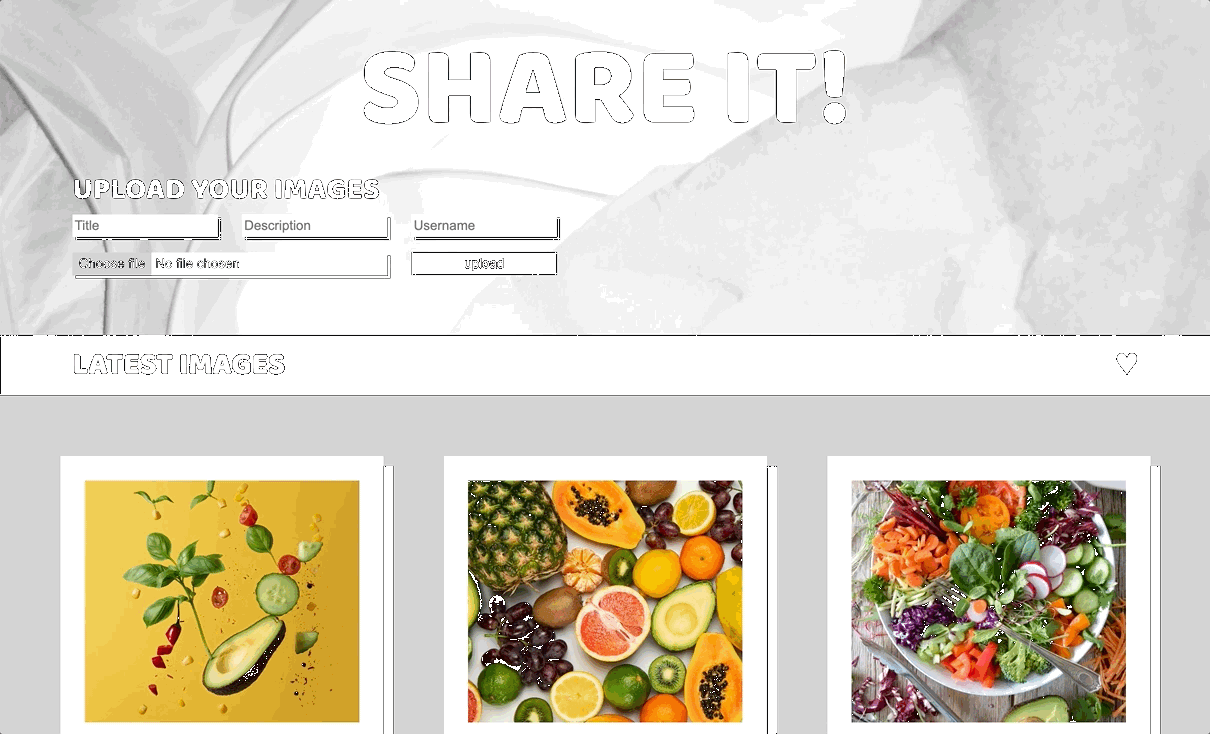 SHARE IT!
UPLOAD YOUR IMAGES
Title Description Username
Choose file No file chosen upload
LATEST IMAGES